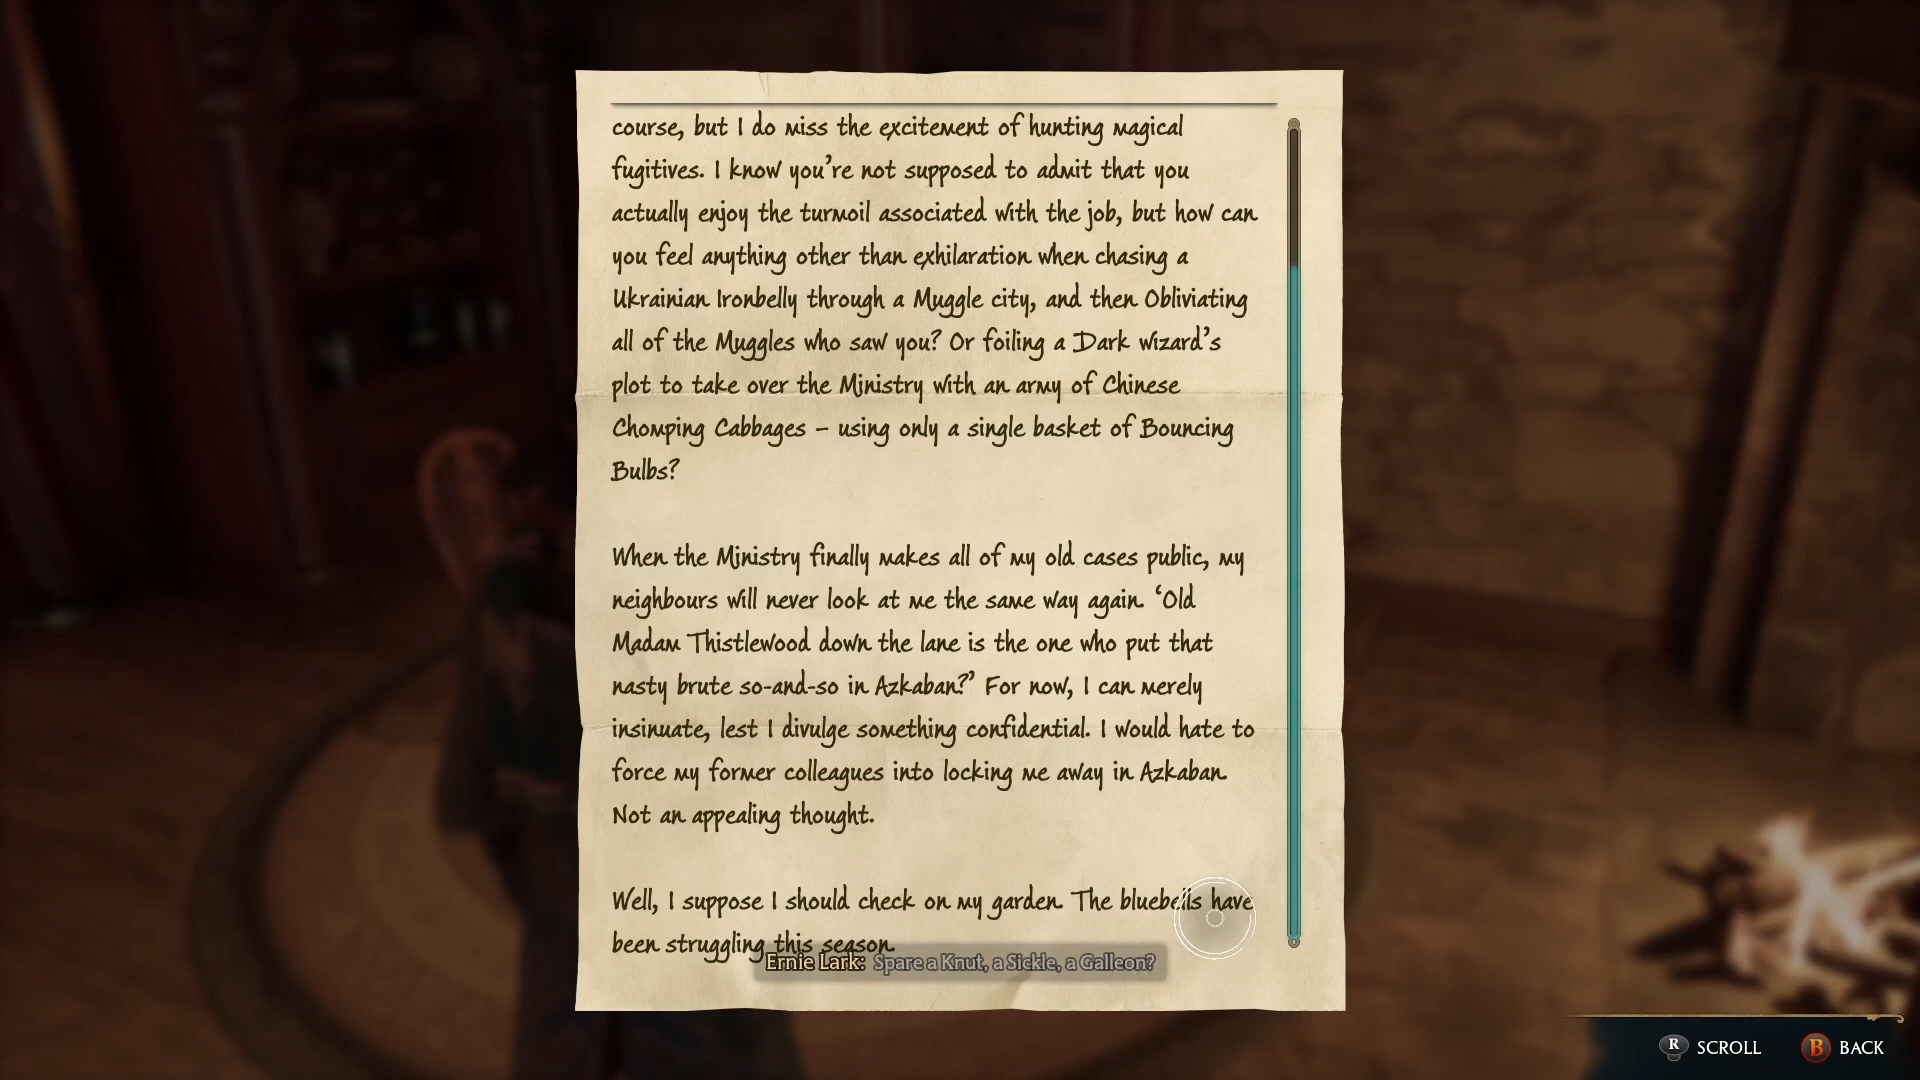 course, but I do miss the excitement of hunting magical
fugitives. I know you're not supposed to admit that you
actually enjoy the turmoil associated with the job, but how can
you feel anything other than exhilaration when chasing a
Ukrainian Ironbelly through a Muggle city, and then Obliviating
all of the Muggles who saw you? Or foiling a Dark wizard's
plot to take over the Ministry with an army of Chinese
Chomping Cabbages – using only a single basket of Bouncing
Bulbs?
When the Ministry finally makes all of my old cases public, my
neighbours will never look at me the same way again. 'Old
Madam Thistlewood down the lane is the one who put that
nasty brute so-and-so in Azkaban?' For now, I can merely
insinuate, lest I divulge something confidential. I would hate to
force my former colleagues into locking me away in Azkaban.
Not an appealing thought.
Well, I suppose I should check on my garden. The bluebells have
been struggling this season.
Ernie Lark: Spare a Knut, a Sickle, a Galleon?
R SCROLL B BACK